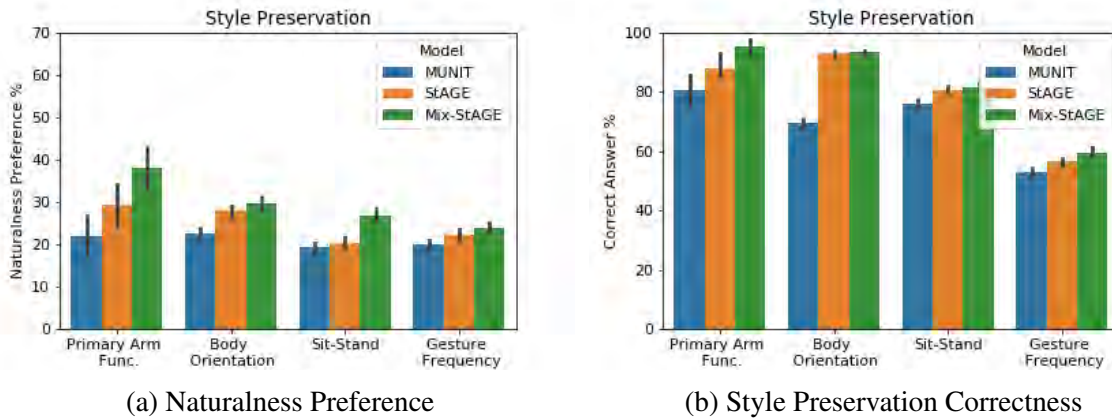 Style Preservation
Naturalness Preference %
70
60
50
40
30
20
10
0
Model
MUNIT
StAGE
Mix-StAGE
Primary Arm
Func.
Body
Orientation
Sit-Stand
Gesture
Frequency
(a) Naturalness Preference
Style Preservation
Correct Answer %
100
80
60
40
20
0
Model
MUNIT
StAGE
Mix-StAGE
Primary Arm
Func.
Body
Orientation
Sit-Stand
Gesture
Frequency
(b) Style Preservation Correctness